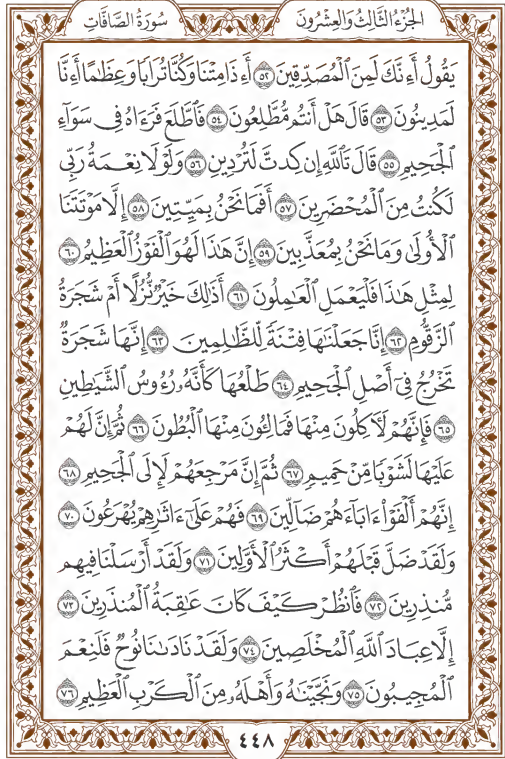 الجُزْءُ الثَّالِثُ وَالعِشْرُونَ
سُورَةُ الصَّافَّاتِ
يَقُولُ أَءِنَّكَ لَمِنَ ٱلْمُصَدِّقِينَ ٥٢ أَءِذَا مِتْنَا وَكُنَّا تُرَابًا وَعِظَٰمًا أَءِنَّا
لَمَدِينُونَ ٥٣ قَالَ هَلْ أَنتُم مُّطَّلِعُونَ ٥٤ فَٱطَّلَعَ فَرَءَاهُ فِى سَوَآءِ
ٱلْجَحِيمِ ٥٥ قَالَ تَٱللَّهِ إِن كِدتَّ لَتُرْدِينِ ٥٦ وَلَوْلَا نِعْمَةُ رَبِّى
لَكُنتُ مِنَ ٱلْمُحْضَرِينَ ٥٧ أَفَمَا نَحْنُ بِمَيِّتِينَ ٥٨ إِلَّا مَوْتَتَنَا
ٱلْأُولَىٰ وَمَا نَحْنُ بِمُعَذَّبِينَ ٥٩ إِنَّ هَٰذَا لَهُوَ ٱلْفَوْزُ ٱلْعَظِيمُ ٦٠
لِمِثْلِ هَٰذَا فَلْيَعْمَلِ ٱلْعَٰمِلُونَ ٦١ أَذَٰلِكَ خَيْرٌ نُّزُلًا أَمْ شَجَرَةُ
ٱلزَّقُّومِ ٦٢ إِنَّا جَعَلْنَٰهَا فِتْنَةً لِّلظَّٰلِمِينَ ٦٣ إِنَّهَا شَجَرَةٌ
تَخْرُجُ فِىٓ أَصْلِ ٱلْجَحِيمِ ٦٤ طَلْعُهَا كَأَنَّهُۥ رُءُوسُ ٱلشَّيَٰطِينِ
٦٥ فَإِنَّهُمْ لَءَاكِلُونَ مِنْهَا فَمَالِـُٔونَ مِنْهَا ٱلْبُطُونَ ٦٦ ثُمَّ إِنَّ لَهُمْ
عَلَيْهَا لَشَوْبًا مِّنْ حَمِيمٍ ٦٧ ثُمَّ إِنَّ مَرْجِعَهُمْ لَإِلَى ٱلْجَحِيمِ ٦٨
إِنَّهُمْ أَلْفَوْا۟ ءَابَآءَهُمْ ضَآلِّينَ ٦٩ فَهُمْ عَلَىٰٓ ءَاثَٰرِهِمْ يُهْرَعُونَ ٧٠
وَلَقَدْ ضَلَّ قَبْلَهُمْ أَكْثَرُ ٱلْأَوَّلِينَ ٧١ وَلَقَدْ أَرْسَلْنَا فِيهِم
مُّنذِرِينَ ٧٢ فَٱنظُرْ كَيْفَ كَانَ عَٰقِبَةُ ٱلْمُنذَرِينَ ٧٣
إِلَّا عِبَادَ ٱللَّهِ ٱلْمُخْلَصِينَ ٧٤ وَلَقَدْ نَادَىٰنَا نُوحٌ فَلَنِعْمَ
ٱلْمُجِيبُونَ ٧٥ وَنَجَّيْنَٰهُ وَأَهْلَهُۥ مِنَ ٱلْكَرْبِ ٱلْعَظِيمِ ٧٦
٤٤٨